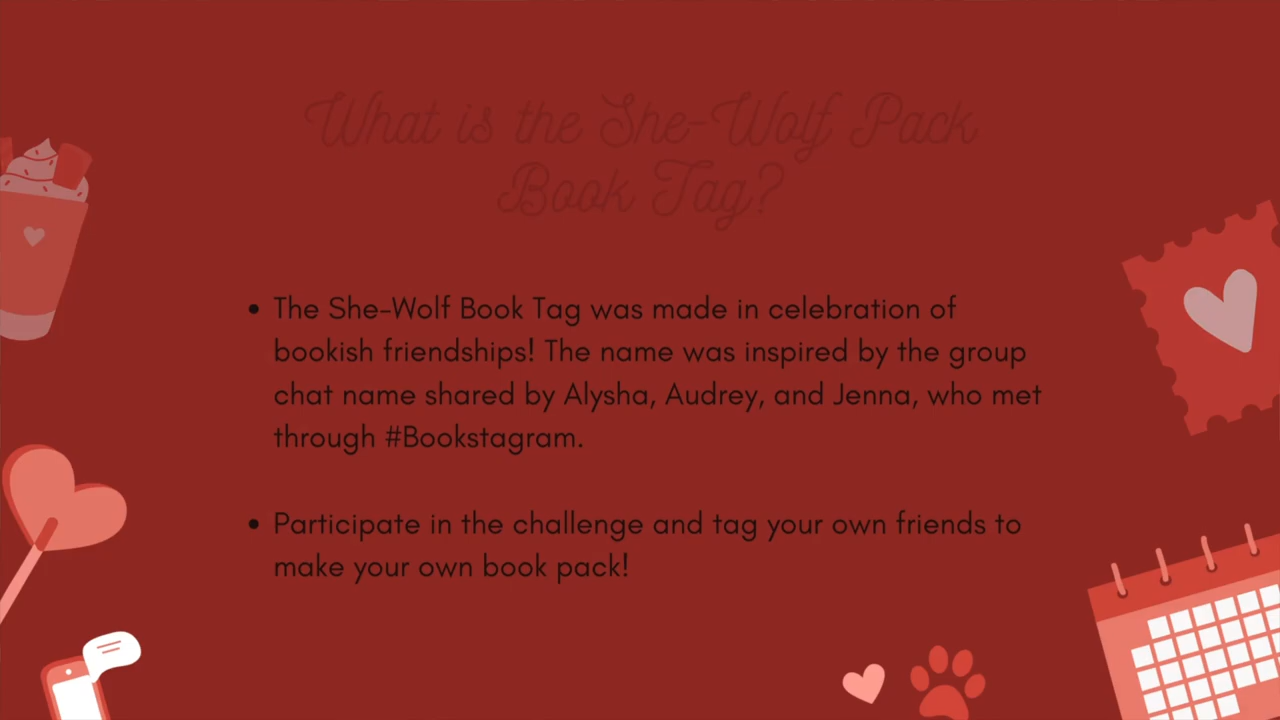 What is the She-Wolf Pack
Book Tag?
• The She-Wolf Book Tag was made in celebration of
bookish friendships! The name was inspired by the group
chat name shared by Alysha, Audrey, and Jenna, who met
through #Bookstagram.
• Participate in the challenge and tag your own friends to
make your own book pack!